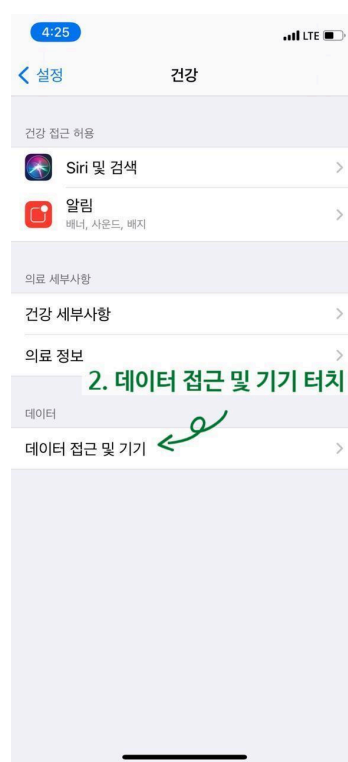 4:25
LTE
설정
건강
건강 접근 허용
Siri 및 검색
알림
배너, 사운드, 배지
의료 세부사항
건강 세부사항
의료 정보
2. 데이터 접근 및 기기 터치
데이터
데이터 접근 및 기기